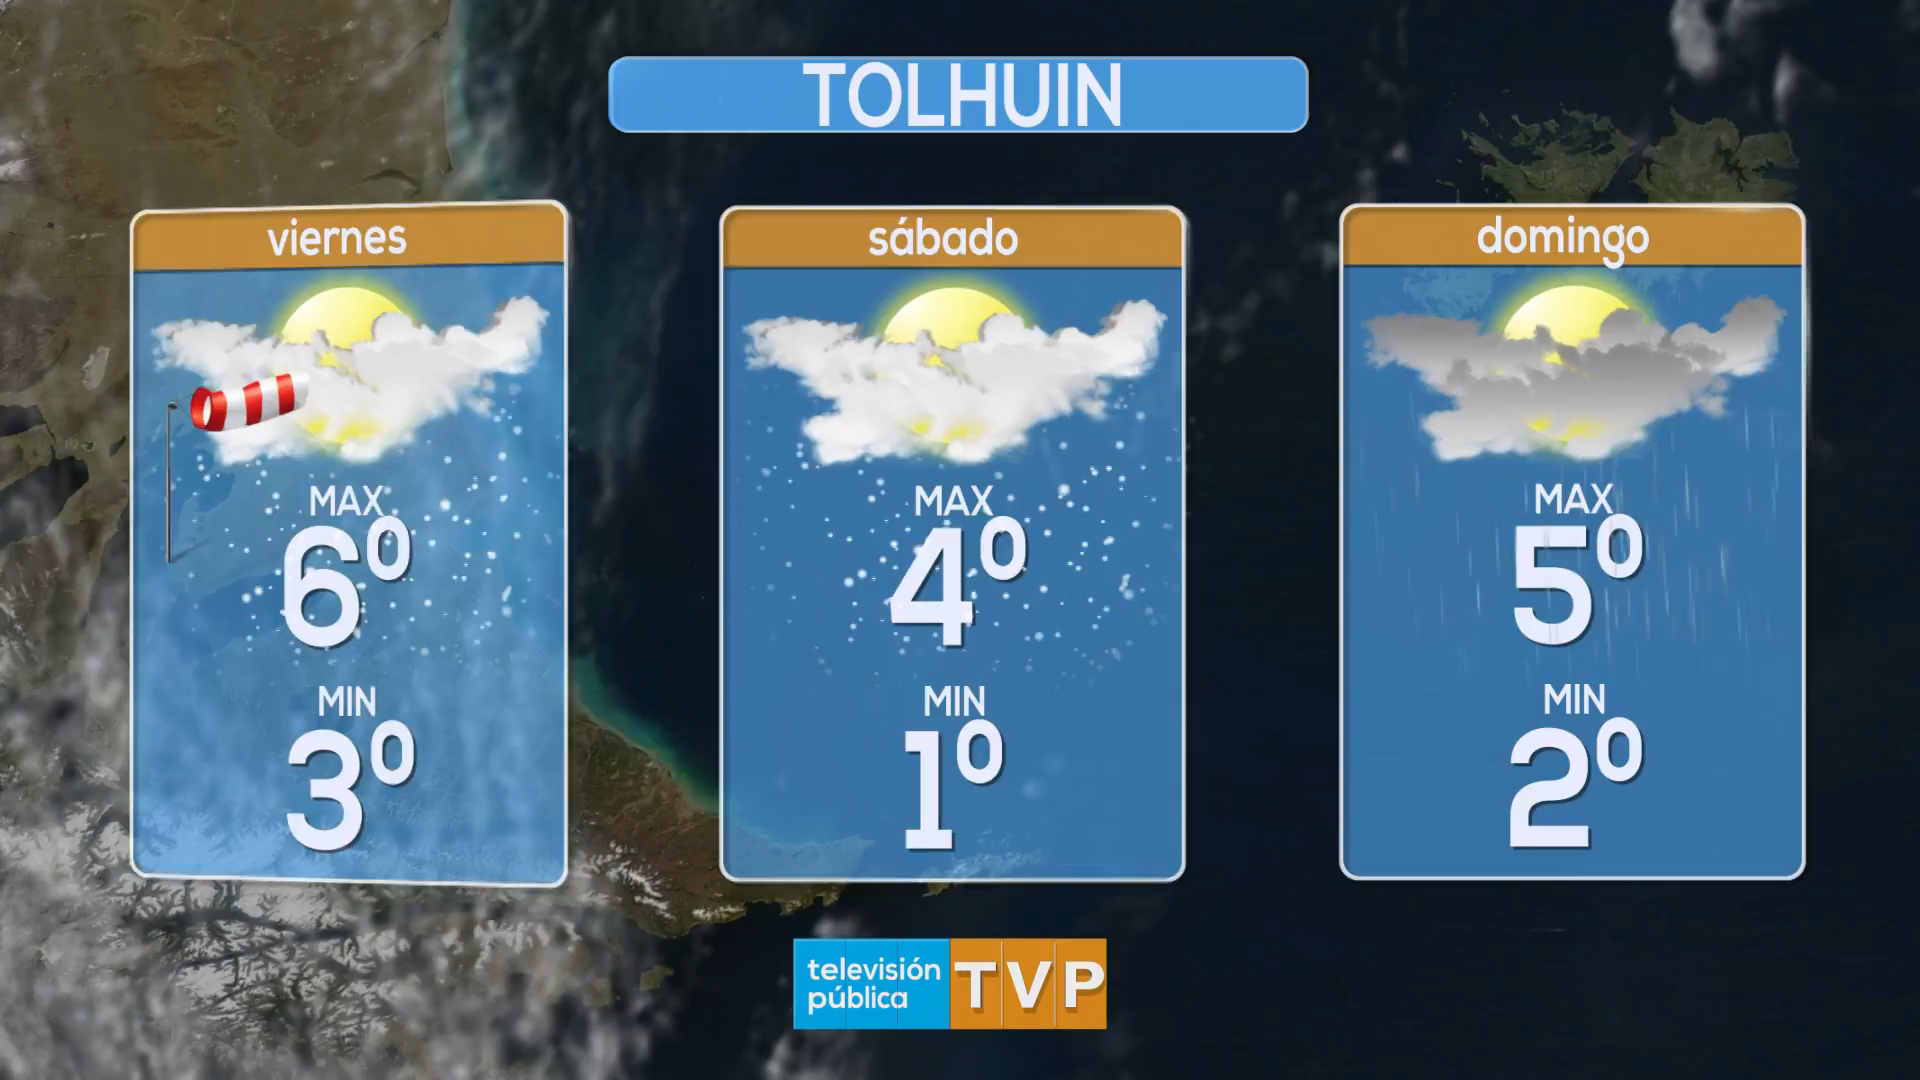 TOLHUIN
viernes
MAX
6º
MIN
3º
sábado
MAX
4º
MIN
1º
domingo
MAX
5º
MIN
2º
televisión
pública
TVP